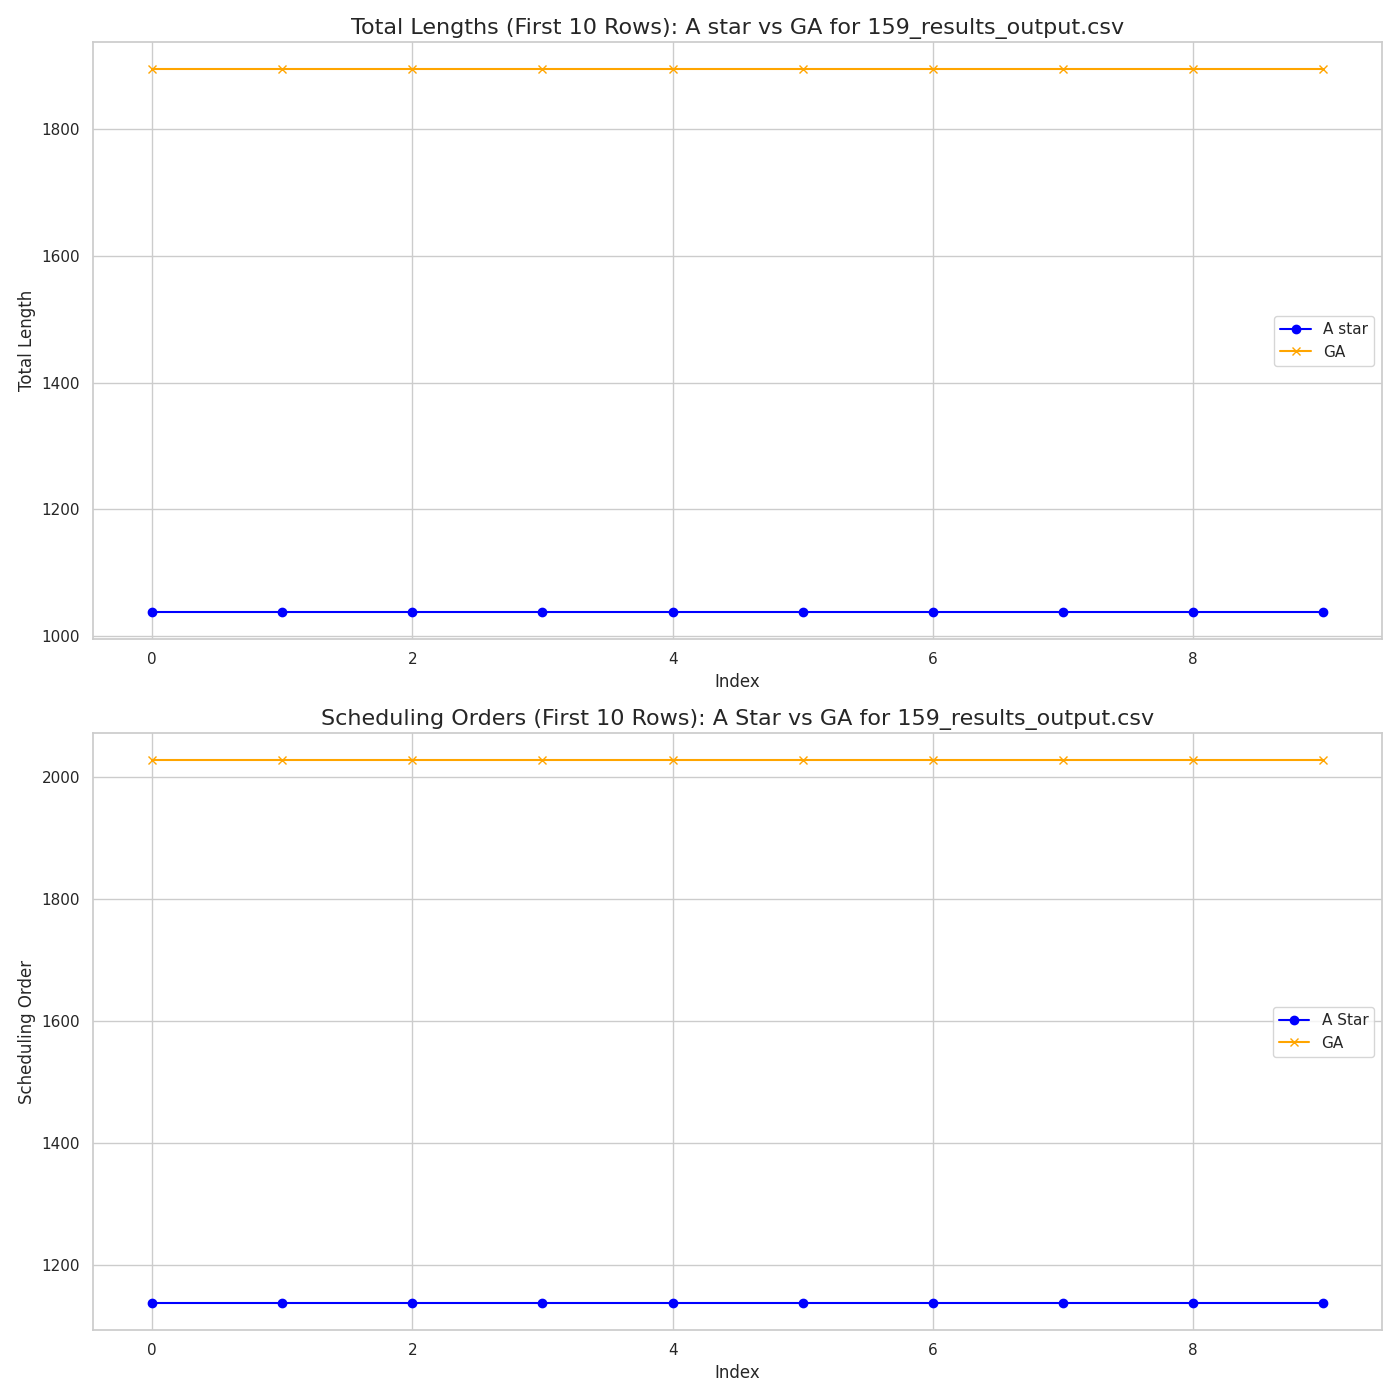 Total Lengths (First 10 Rows): A star vs GA for 159_results_output.csv
1800
1600
1400
1200
1000
Total Length
A star
GA
0 2 4 6 8
Index
Scheduling Orders (First 10 Rows): A Star vs GA for 159_results_output.csv
2000
1800
1600
1400
1200
Scheduling Order
A Star
GA
0 2 4 6 8
Index